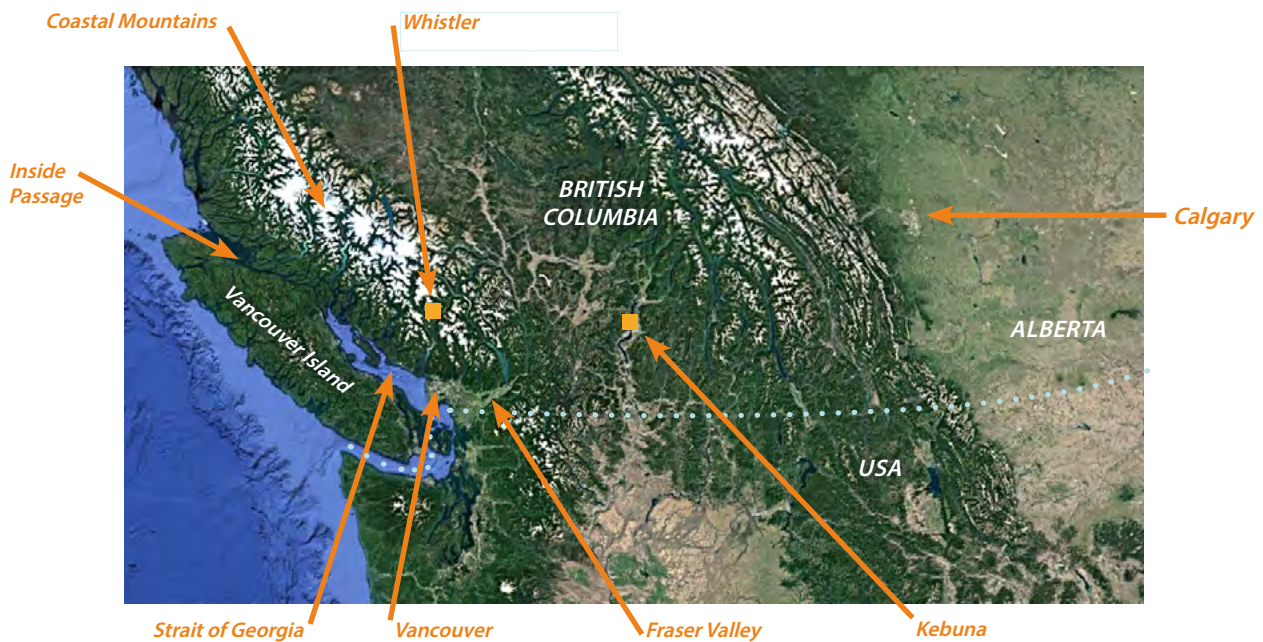 Coastal Mountains
Whistler
Inside
Passage
BRITISH
COLUMBIA
Calgary
Vancouver Island
ALBERTA
USA
Strait of Georgia
Vancouver
Fraser Valley
Kebuna